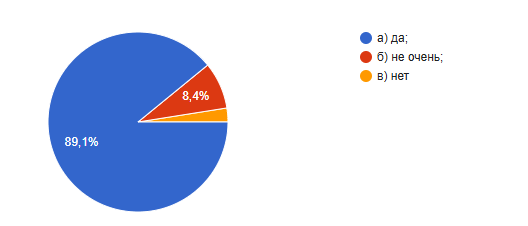 а) да;
б) не очень;
в) нет
8,4%
89,1%